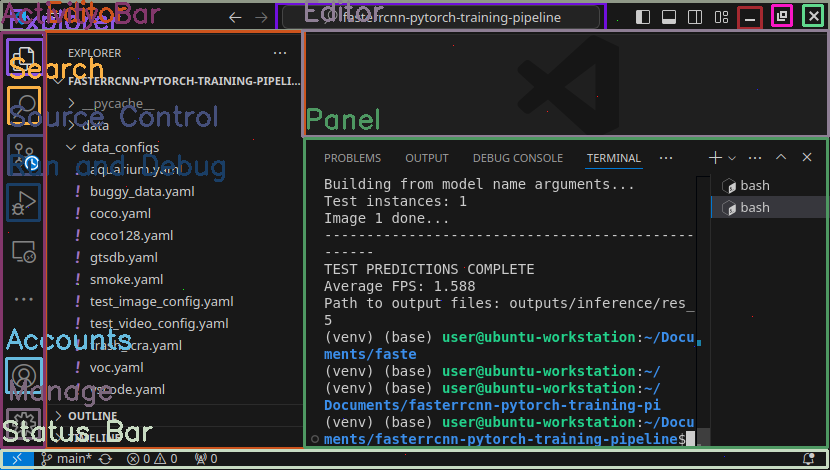 Activity Bar
Explorer
Editor
Editor
fasterrcnn-pytorch-training-pipeline
EXPLORER
Search
FASTERRCNN-PYTORCH-TRAINING-PIPELI...
__pycache__
Source Control
data
data_configs
Run and Debug
aquarium.yaml
! buggy_data.yaml
! coco.yaml
! coco128.yaml
! gtsdb.yaml
! smoke.yaml
! test_image_config.yaml
! test_video_config.yaml
Accounts
trash_icra.yaml
! voc.yaml
Manage
vscode.yaml
OUTLINE
Status Bar
TIMELINE
Panel
PROBLEMS OUTPUT DEBUG CONSOLE TERMINAL
Building from model name arguments...
Test instances: 1
Image 1 done...
--------------------------------------------
------
TEST PREDICTIONS COMPLETE
Average FPS: 1.588
Path to output files: outputs/inference/res_
5
(venv) (base) user@ubuntu-workstation:~/Docu
ments/faste
(venv) (base) user@ubuntu-workstation:~/
(venv) (base) user@ubuntu-workstation:~/
Documents/fasterrcnn-pytorch-training-pi
(venv) (base) user@ubuntu-workstation:~/Docu
ments/fasterrcnn-pytorch-training-pipeline$
bash
bash
main* 0 0 0